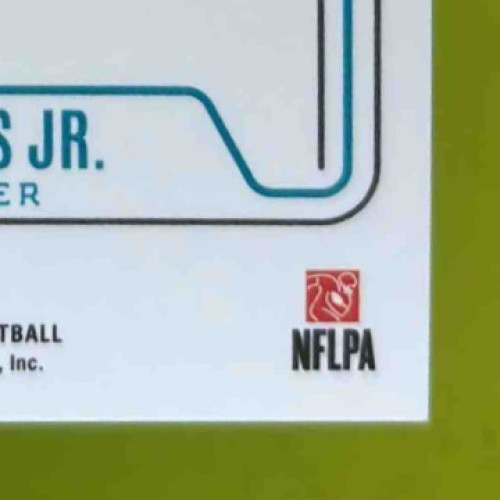 S JR.
ER
TBALL
, Inc.
NFLPA